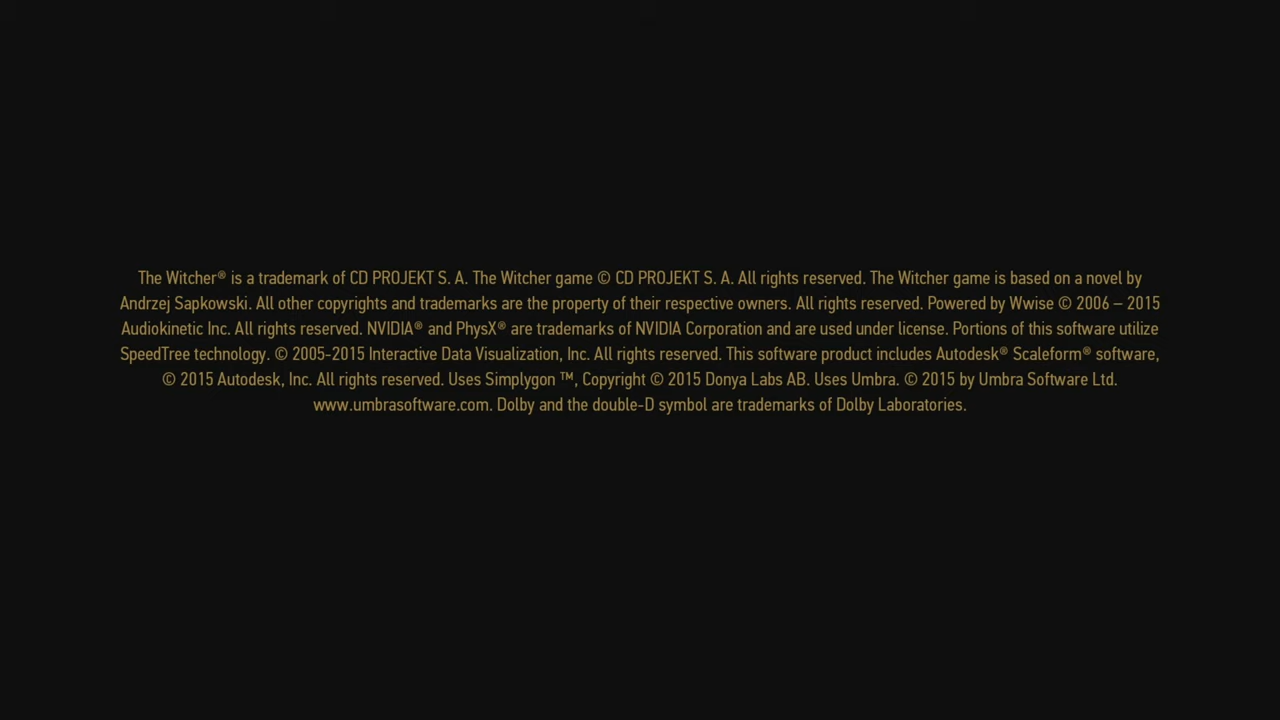 The Witcher® is a trademark of CD PROJEKT S. A. The Witcher game © CD PROJEKT S. A. All rights reserved. The Witcher game is based on a novel by
Andrzej Sapkowski. All other copyrights and trademarks are the property of their respective owners. All rights reserved. Powered by Wwise © 2006 – 2015
Audiokinetic Inc. All rights reserved. NVIDIA® and PhysX® are trademarks of NVIDIA Corporation and are used under license. Portions of this software utilize
SpeedTree technology. © 2005-2015 Interactive Data Visualization, Inc. All rights reserved. This software product includes Autodesk® Scaleform® software,
© 2015 Autodesk, Inc. All rights reserved. Uses Simplygon ™, Copyright © 2015 Donya Labs AB. Uses Umbra. © 2015 by Umbra Software Ltd.
www.umbrasoftware.com. Dolby and the double-D symbol are trademarks of Dolby Laboratories.